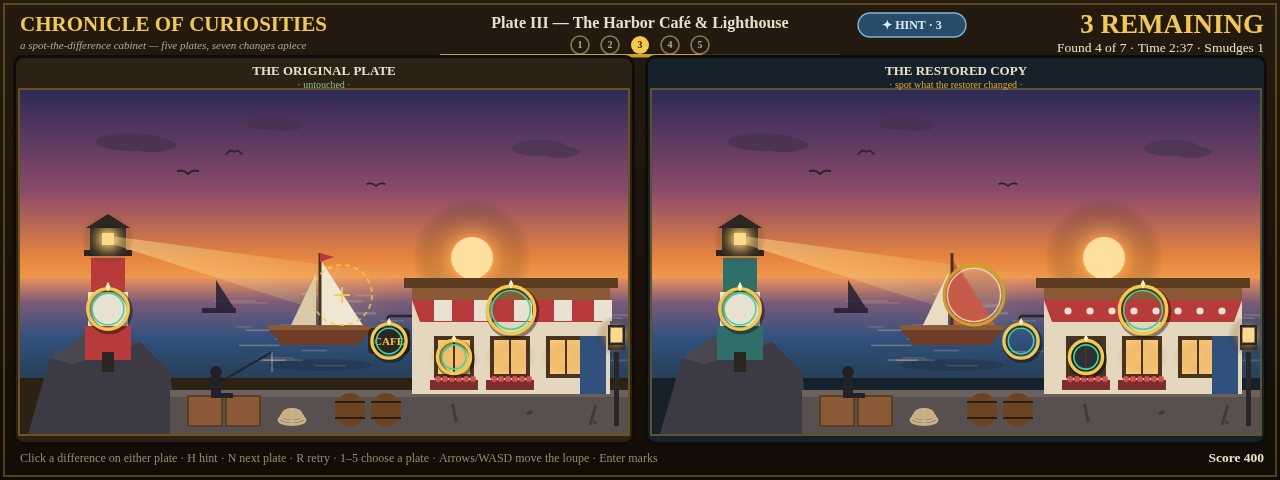 CHRONICLE OF CURIOSITIES
a spot-the-difference cabinet — five plates, seven changes apiece
Plate III — The Harbor Café & Lighthouse
1 2 3 4 5
✦ HINT · 3
3 REMAINING
Found 4 of 7 · Time 2:37 · Smudges 1
THE ORIGINAL PLATE
· untouched ·
THE RESTORED COPY
· spot what the restorer changed ·
CAFÉ
Click a difference on either plate · H hint · N next plate · R retry · 1–5 choose a plate · Arrows/WASD move the loupe · Enter marks
Score 400